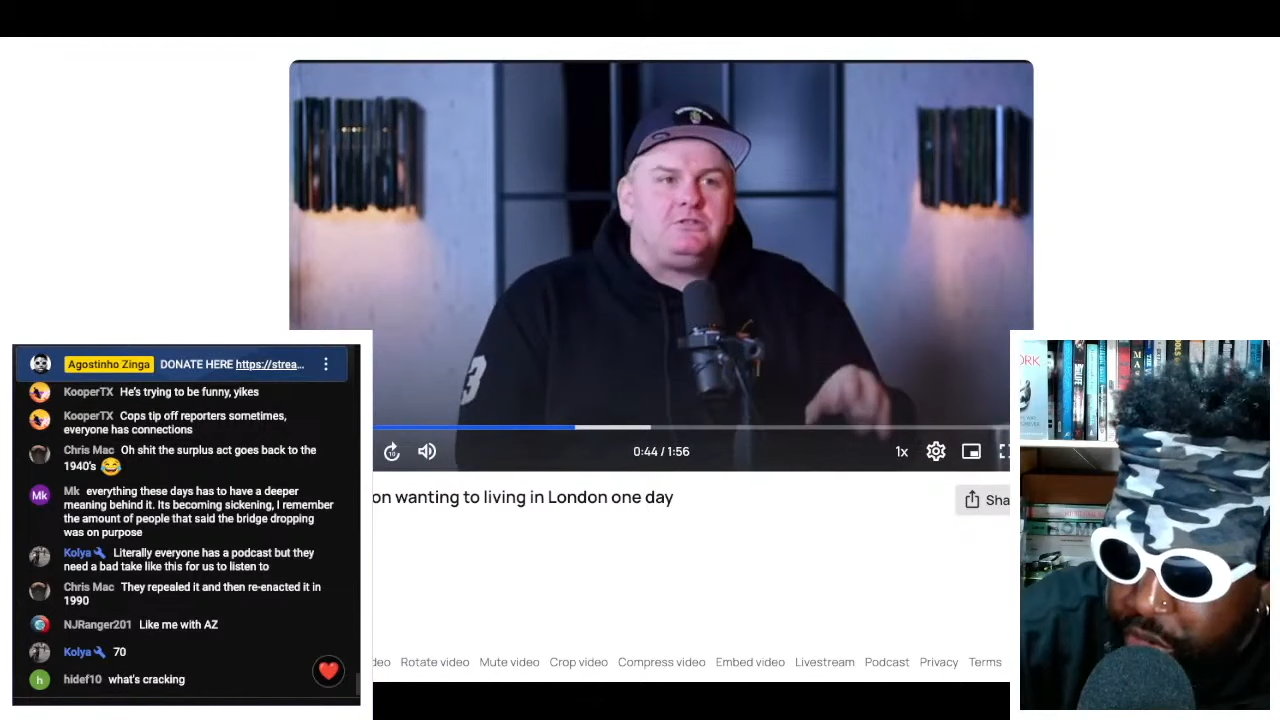 0:44 / 1:56
1x
on wanting to living in London one day
Sha
Agostinho Zinga DONATE HERE https://strea...
KooperTX He's trying to be funny, yikes
KooperTX Cops tip off reporters sometimes,
everyone has connections
Chris Mac Oh shit the surplus act goes back to the
1940's 😂
Mk
Mk everything these days has to have a deeper
meaning behind it. Its becoming sickening, I remember
the amount of people that said the bridge dropping
was on purpose
Kolya Literally everyone has a podcast but they
need a bad take like this for us to listen to
Chris Mac They repealed it and then re-enacted it in
1990
NJRanger201 Like me with AZ
Kolya 70
h
hidef10 what's cracking
deo Rotate video Mute video Crop video Compress video Embed video Livestream Podcast Privacy Terms
3
10